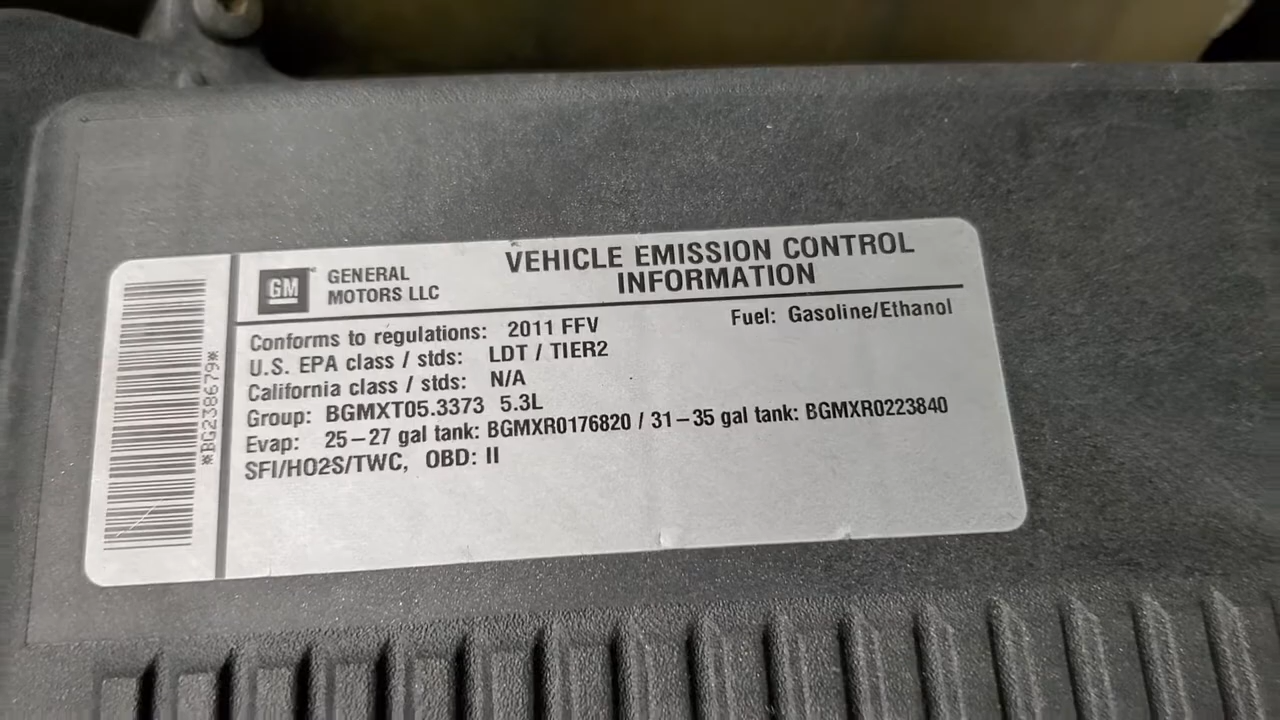 *BG238679*
GM
GENERAL
MOTORS LLC
VEHICLE EMISSION CONTROL
INFORMATION
Conforms to regulations: 2011 FFV
Fuel: Gasoline/Ethanol
U.S. EPA class / stds: LDT / TIER2
California class / stds: N/A
Group: BGMXT05.3373 5.3L
Evap: 25–27 gal tank: BGMXR0176820 / 31–35 gal tank: BGMXR0223840
SFI/HO2S/TWC, OBD: II